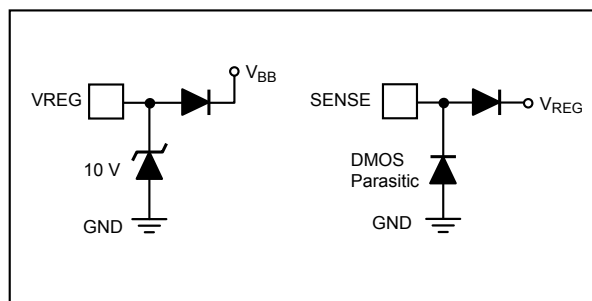 VREG
V_BB
10 V
GND
SENSE
V_REG
DMOS
Parasitic
GND